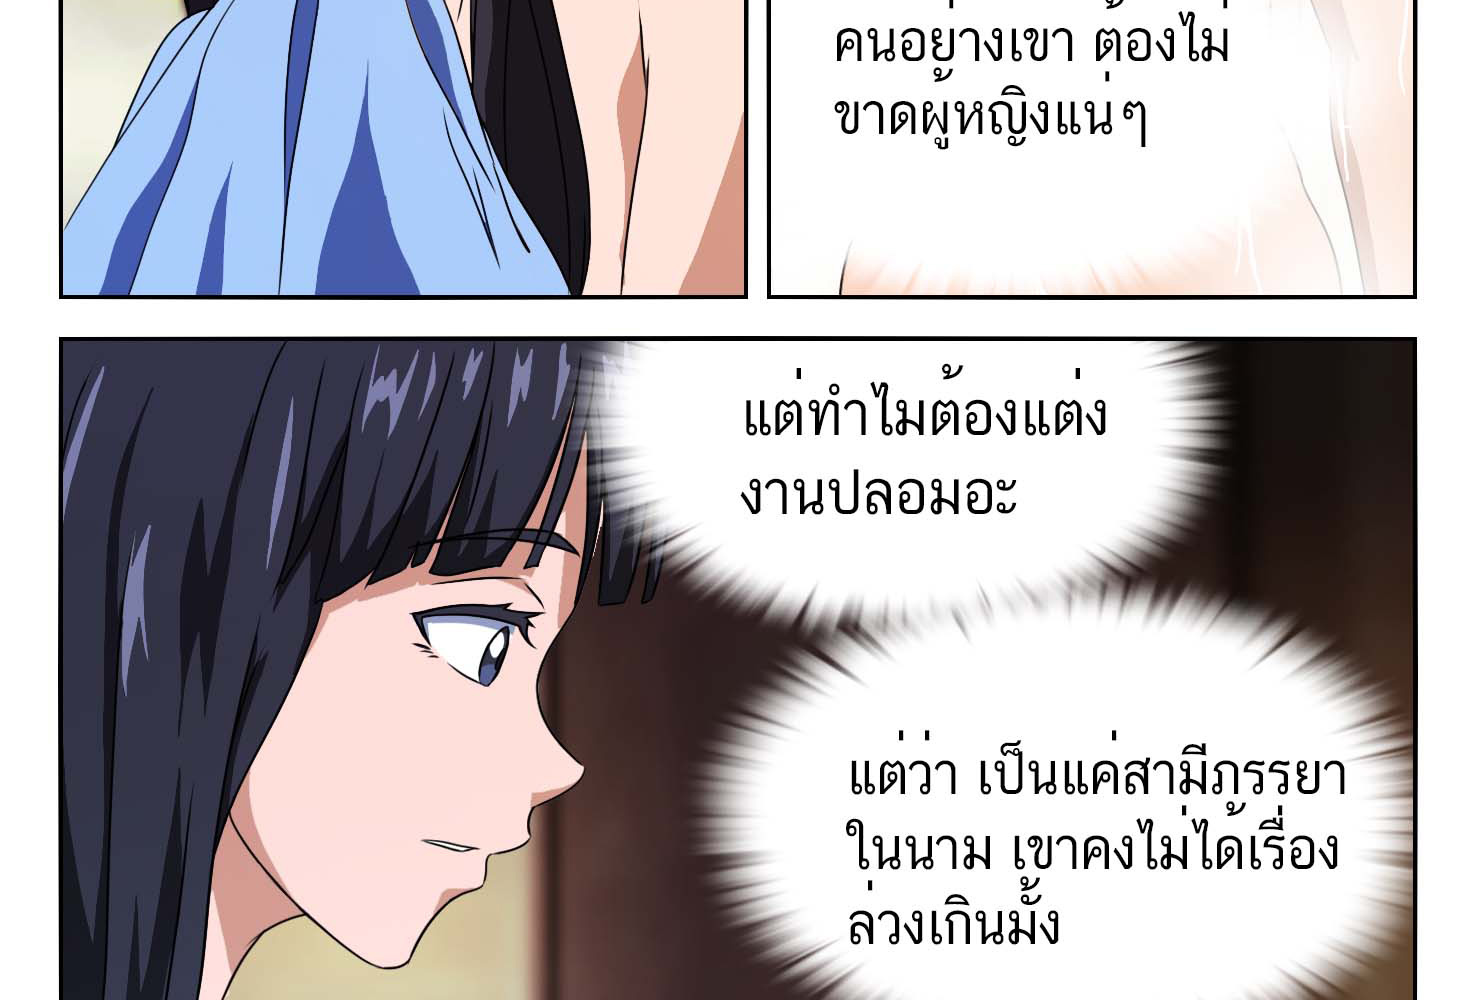 คนอย่างเขา ต้องไม่
ขาดผู้หญิงแน่ๆ
แต่ทำไมต้องแต่ง
งานปลอมอะ
แต่ว่า เป็นแค่สามีภรรยา
ในนาม เขาคงไม่ได้เรื่อง
ล่วงเกินมั้ง